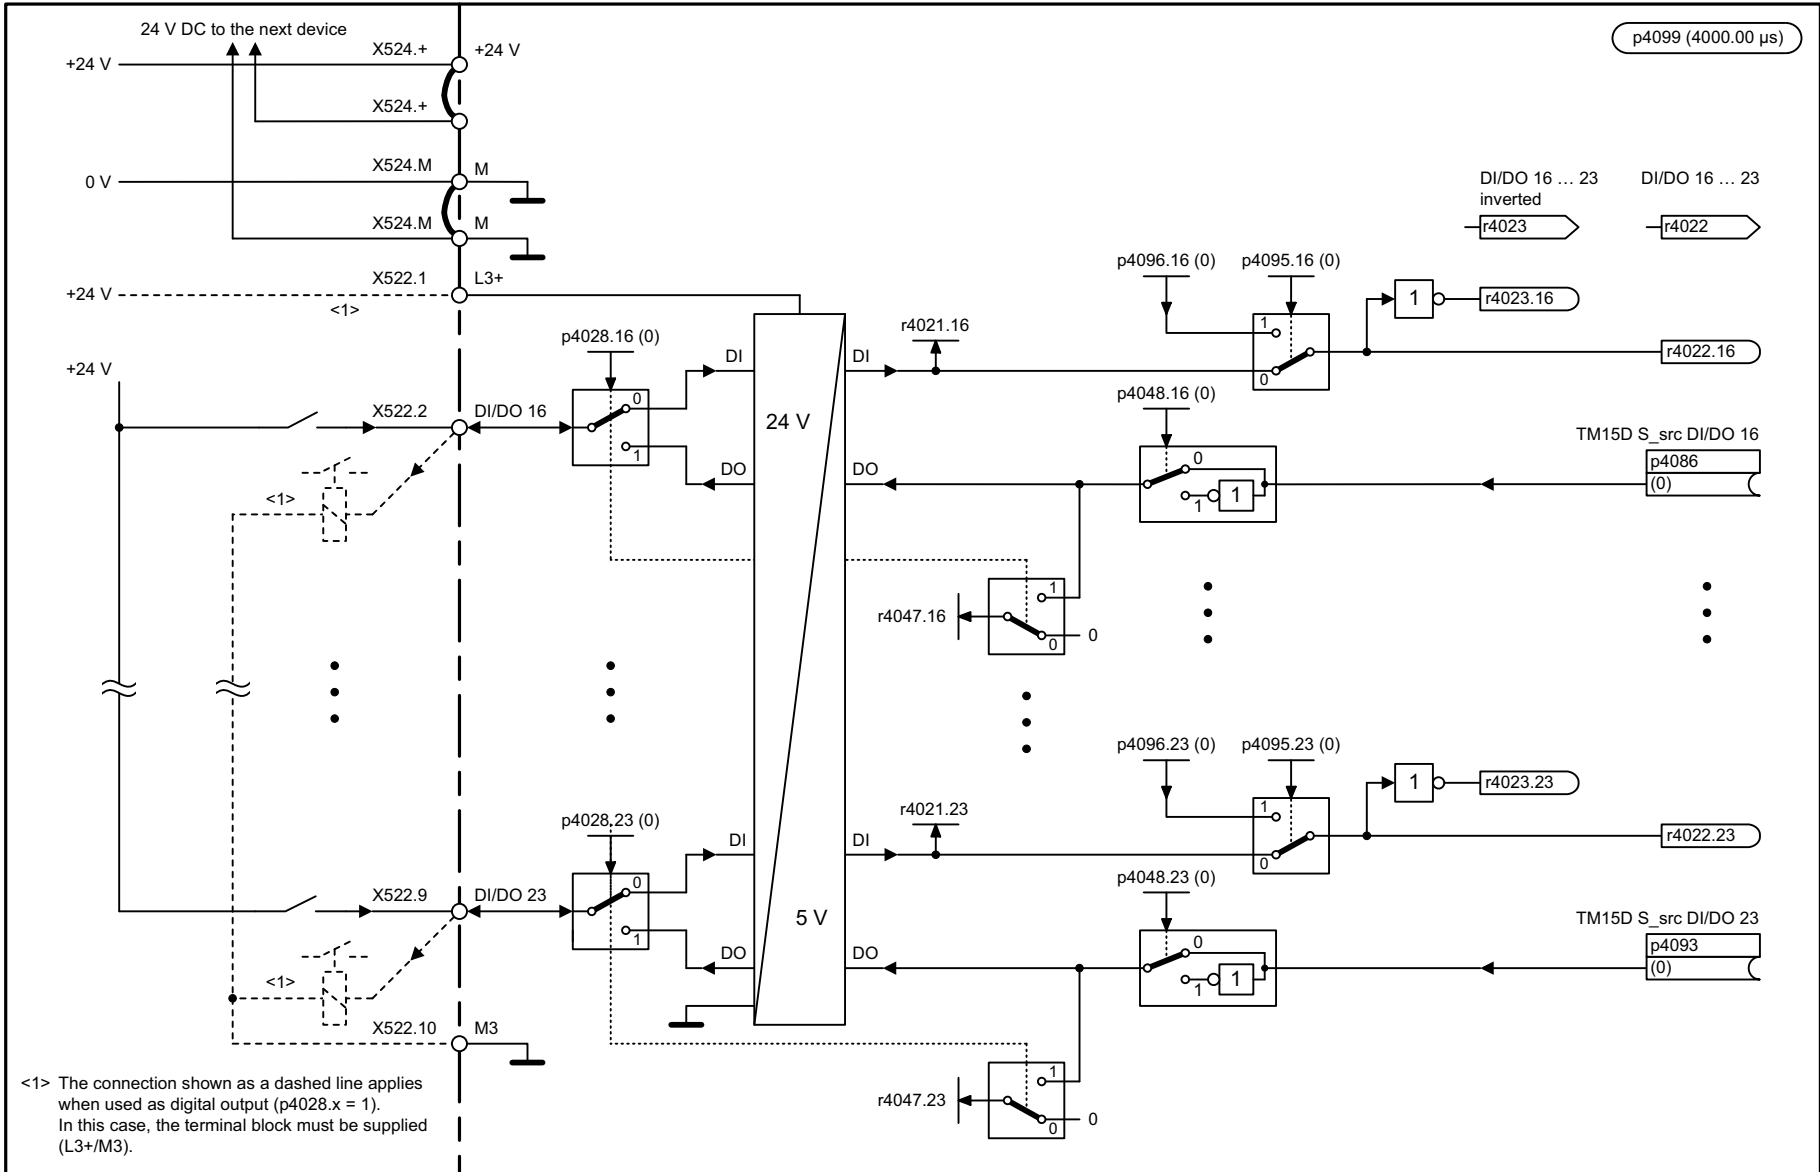 24 V DC to the next device
X524.+
+24 V
p4099 (4000.00 µs)
+24 V
X524.+
X524.M
M
0 V
DI/DO 16 … 23
inverted
DI/DO 16 … 23
X524.M
M
r4023
r4022
p4096.16 (0)
p4095.16 (0)
X522.1
L3+
+24 V
<1>
1
r4023.16
p4028.16 (0)
r4021.16
1
DI
DI
r4022.16
+24 V
0
p4048.16 (0)
0
X522.2
DI/DO 16
24 V
TM15D S_src DI/DO 16
1
DO
DO
0
p4086
(0)
<1>
1
1
1
r4047.16
0
0
p4096.23 (0)
p4095.23 (0)
1
r4023.23
p4028.23 (0)
r4021.23
1
DI
DI
r4022.23
0
p4048.23 (0)
0
X522.9
DI/DO 23
5 V
TM15D S_src DI/DO 23
1
DO
DO
0
p4093
(0)
<1>
1
1
X522.10
M3
1
r4047.23
0
0
<1> The connection shown as a dashed line applies
when used as digital output (p4028.x = 1).
In this case, the terminal block must be supplied
(L3+/M3).